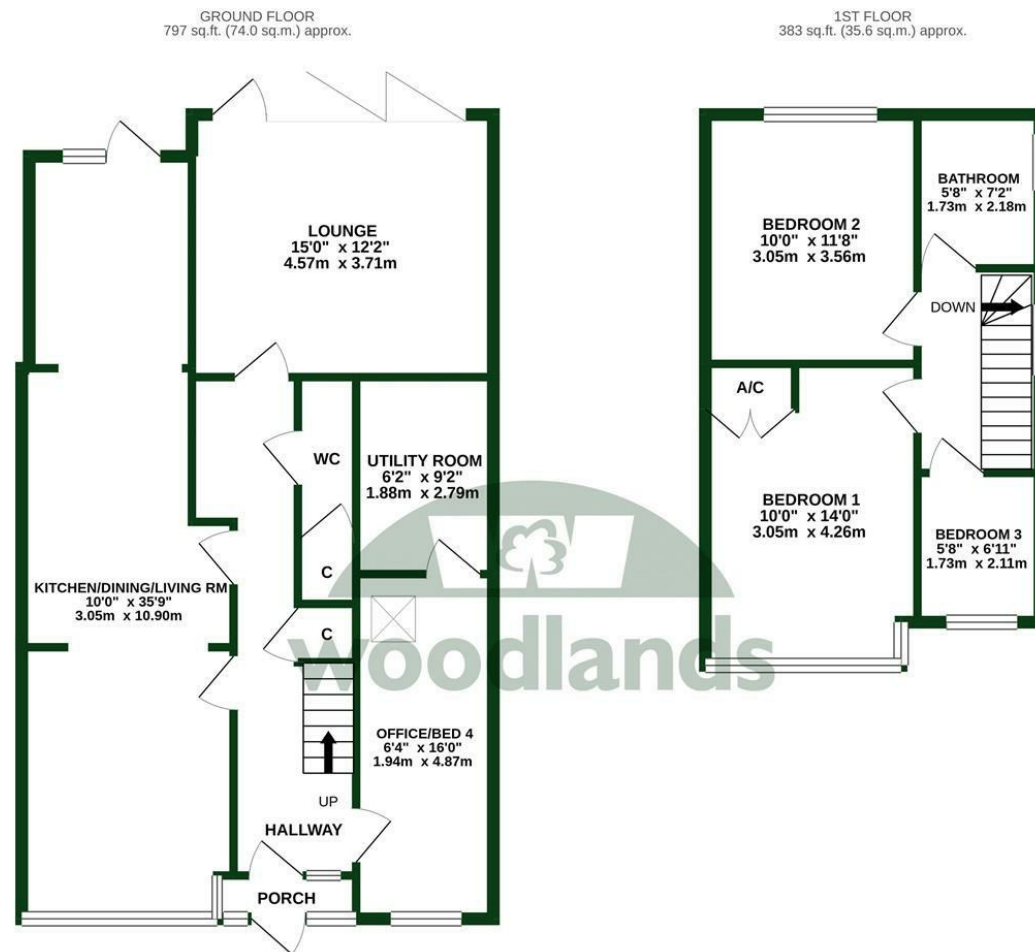 GROUND FLOOR
797 sq.ft. (74.0 sq.m.) approx.
1ST FLOOR
383 sq.ft. (35.6 sq.m.) approx.
LOUNGE
15'0" x 12'2"
4.57m x 3.71m
WC
UTILITY ROOM
6'2" x 9'2"
1.88m x 2.79m
C
KITCHEN/DINING/LIVING RM
10'0" x 35'9"
3.05m x 10.90m
C
OFFICE/BED 4
6'4" x 16'0"
1.94m x 4.87m
UP
HALLWAY
PORCH
BEDROOM 2
10'0" x 11'8"
3.05m x 3.56m
BATHROOM
5'8" x 7'2"
1.73m x 2.18m
DOWN
A/C
BEDROOM 1
10'0" x 14'0"
3.05m x 4.26m
BEDROOM 3
5'8" x 6'11"
1.73m x 2.11m
woodlands